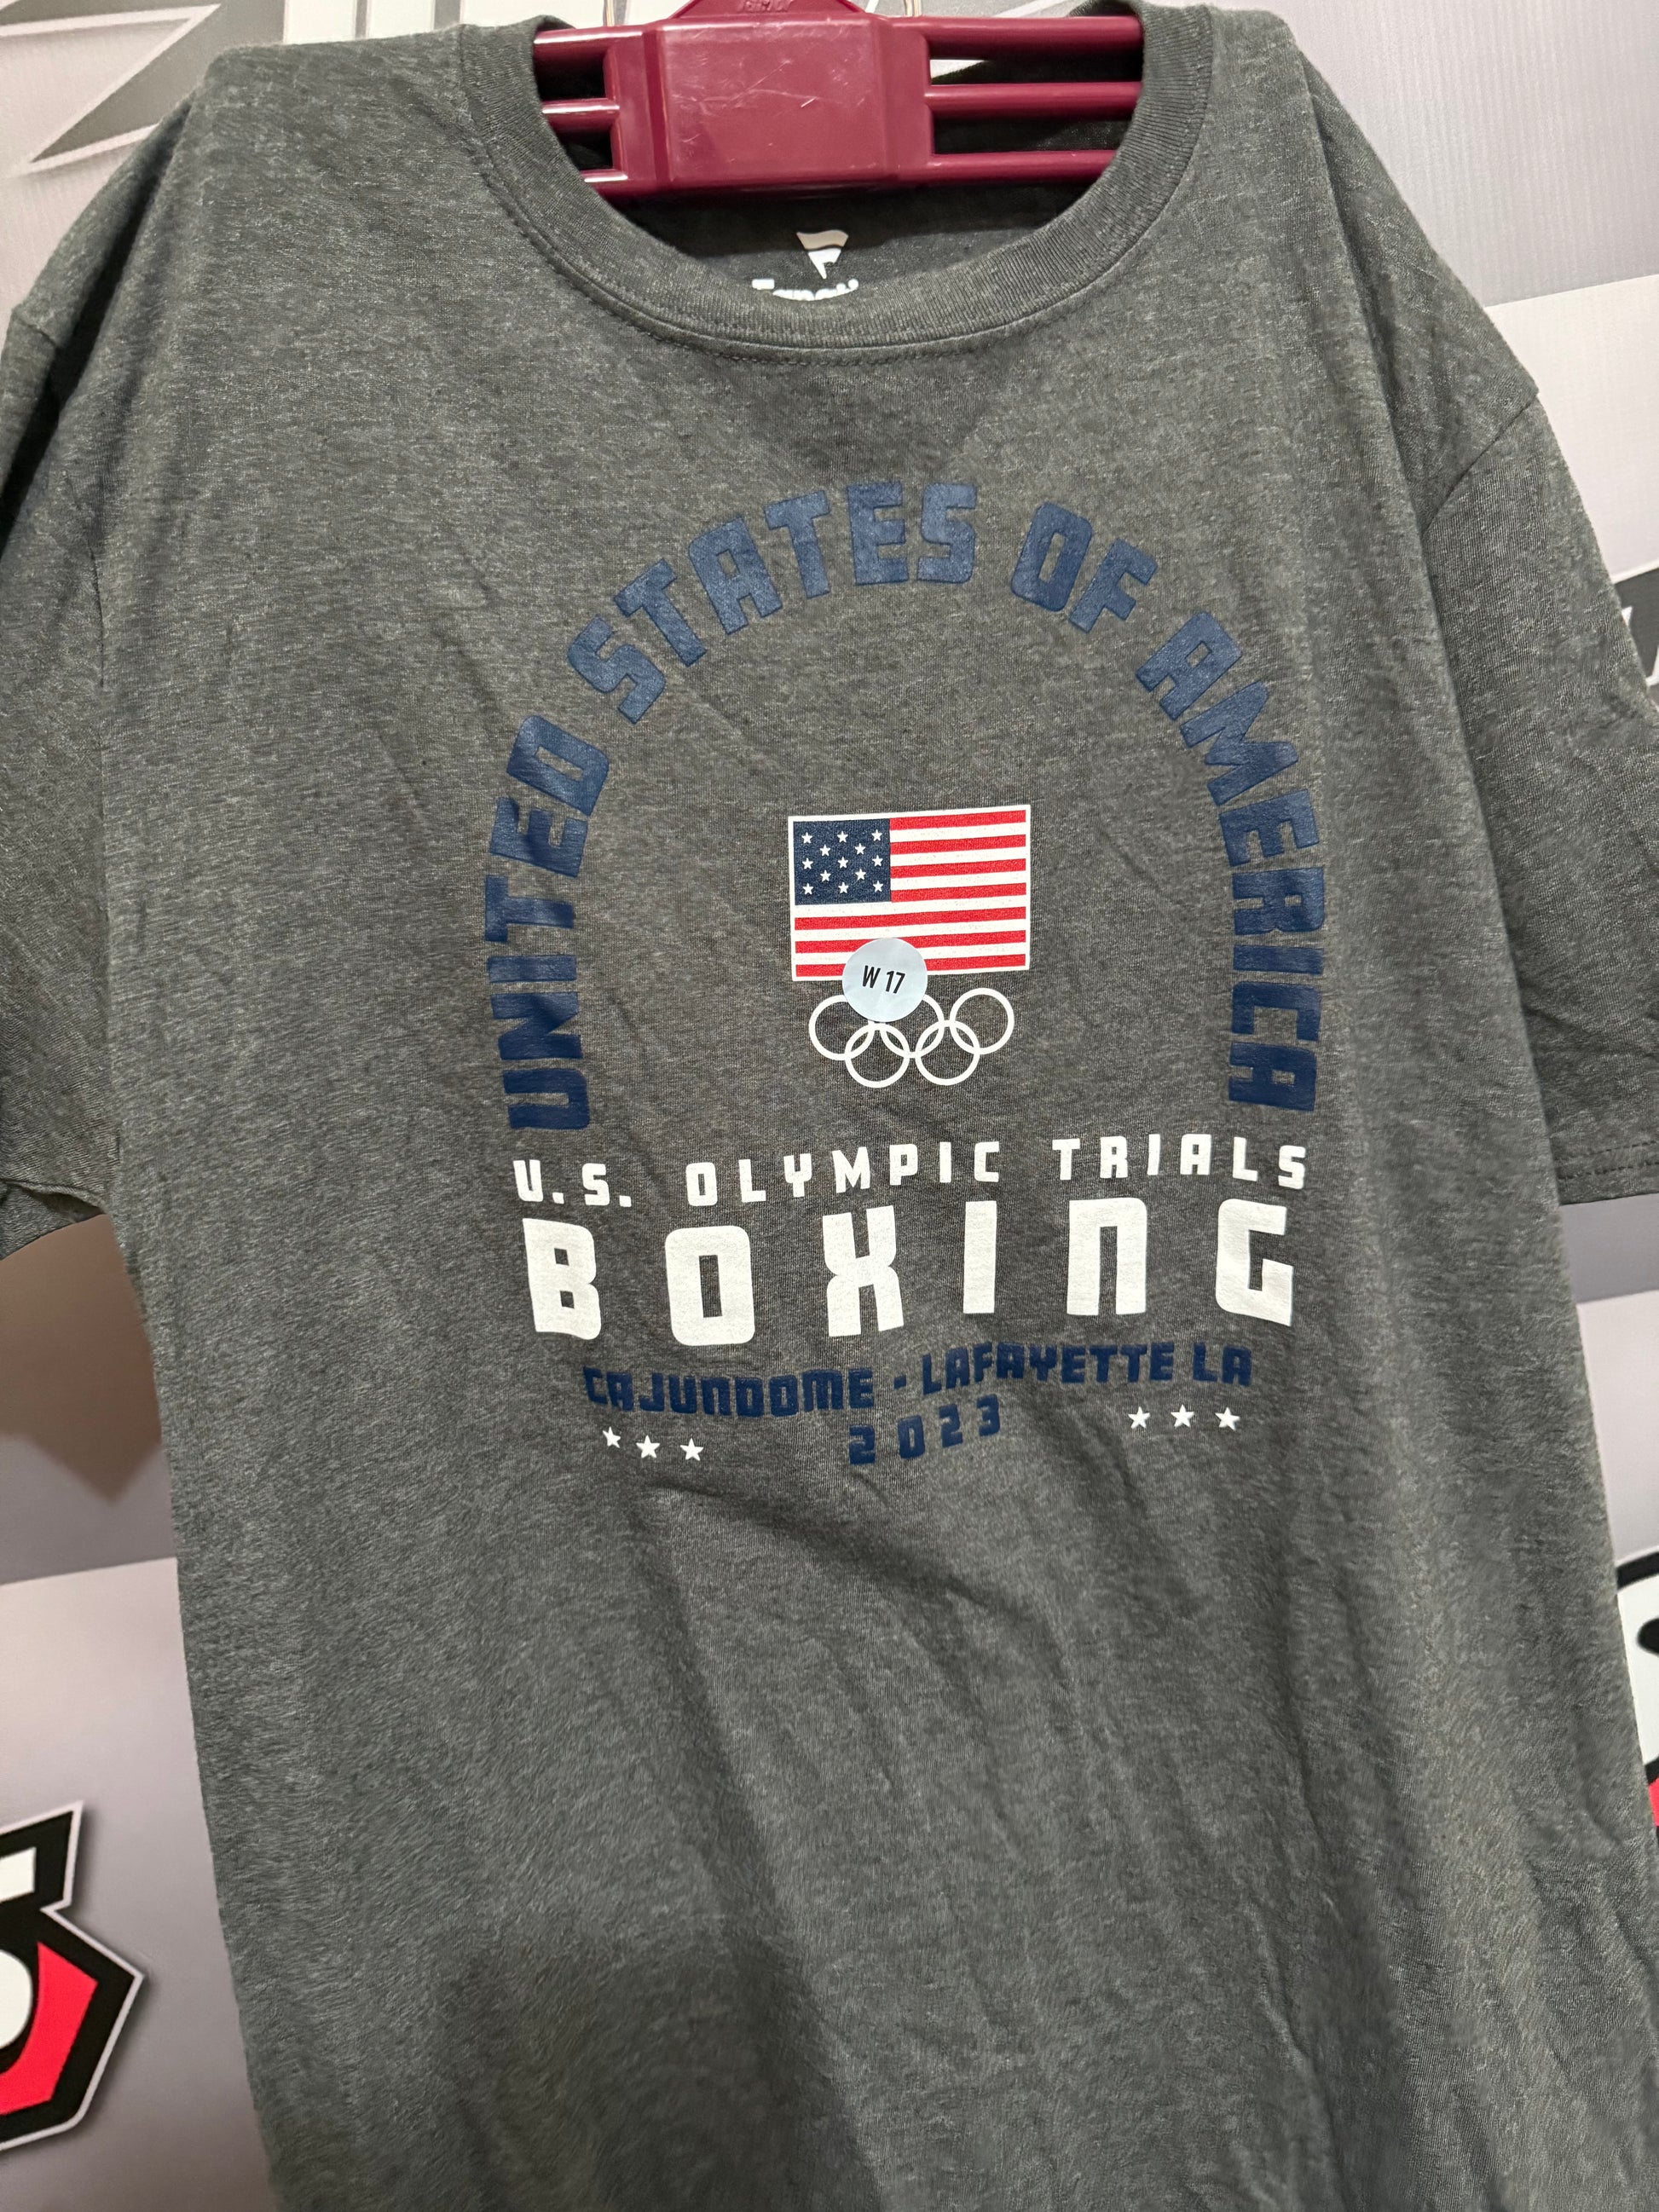 UNITED STATES OF AMERICA
W 17
U.S. OLYMPIC TRIALS
BOXING
CAJUNDOME - LAFAYETTE LA
2023